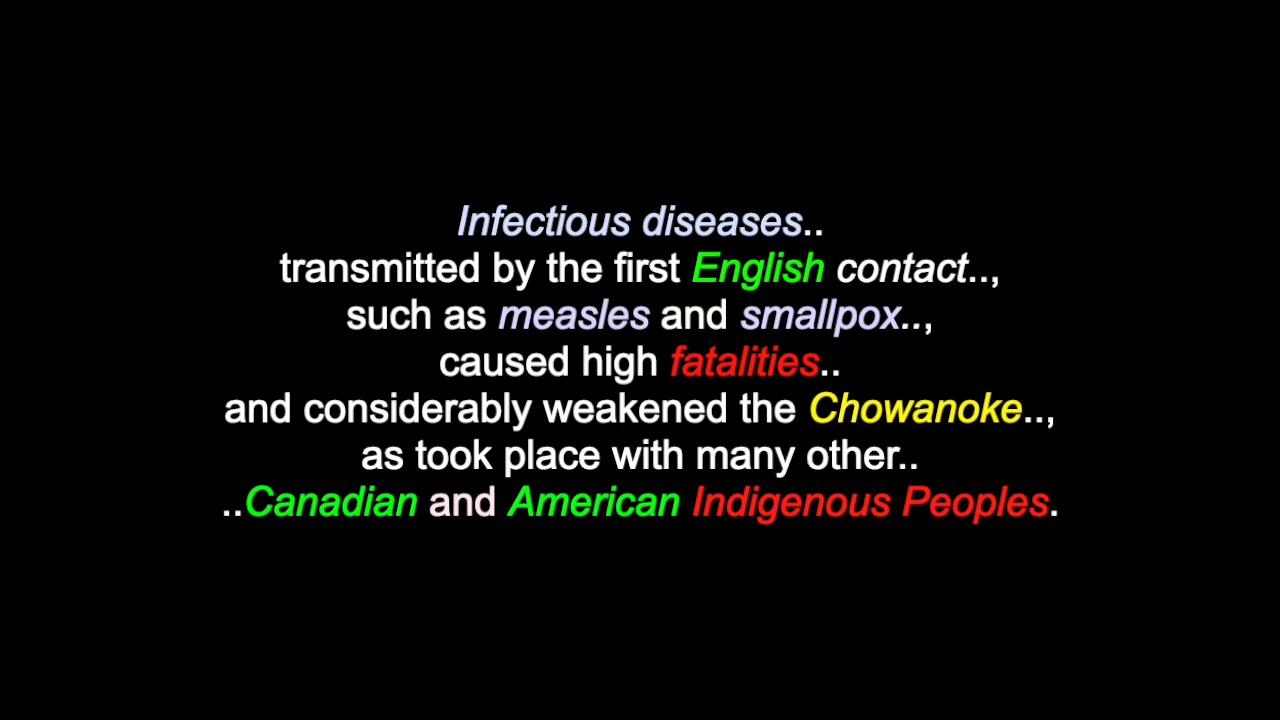 Infectious diseases..
transmitted by the first English contact..,
such as measles and smallpox..,
caused high fatalities..
and considerably weakened the Chowanoke..,
as took place with many other..
..Canadian and American Indigenous Peoples.